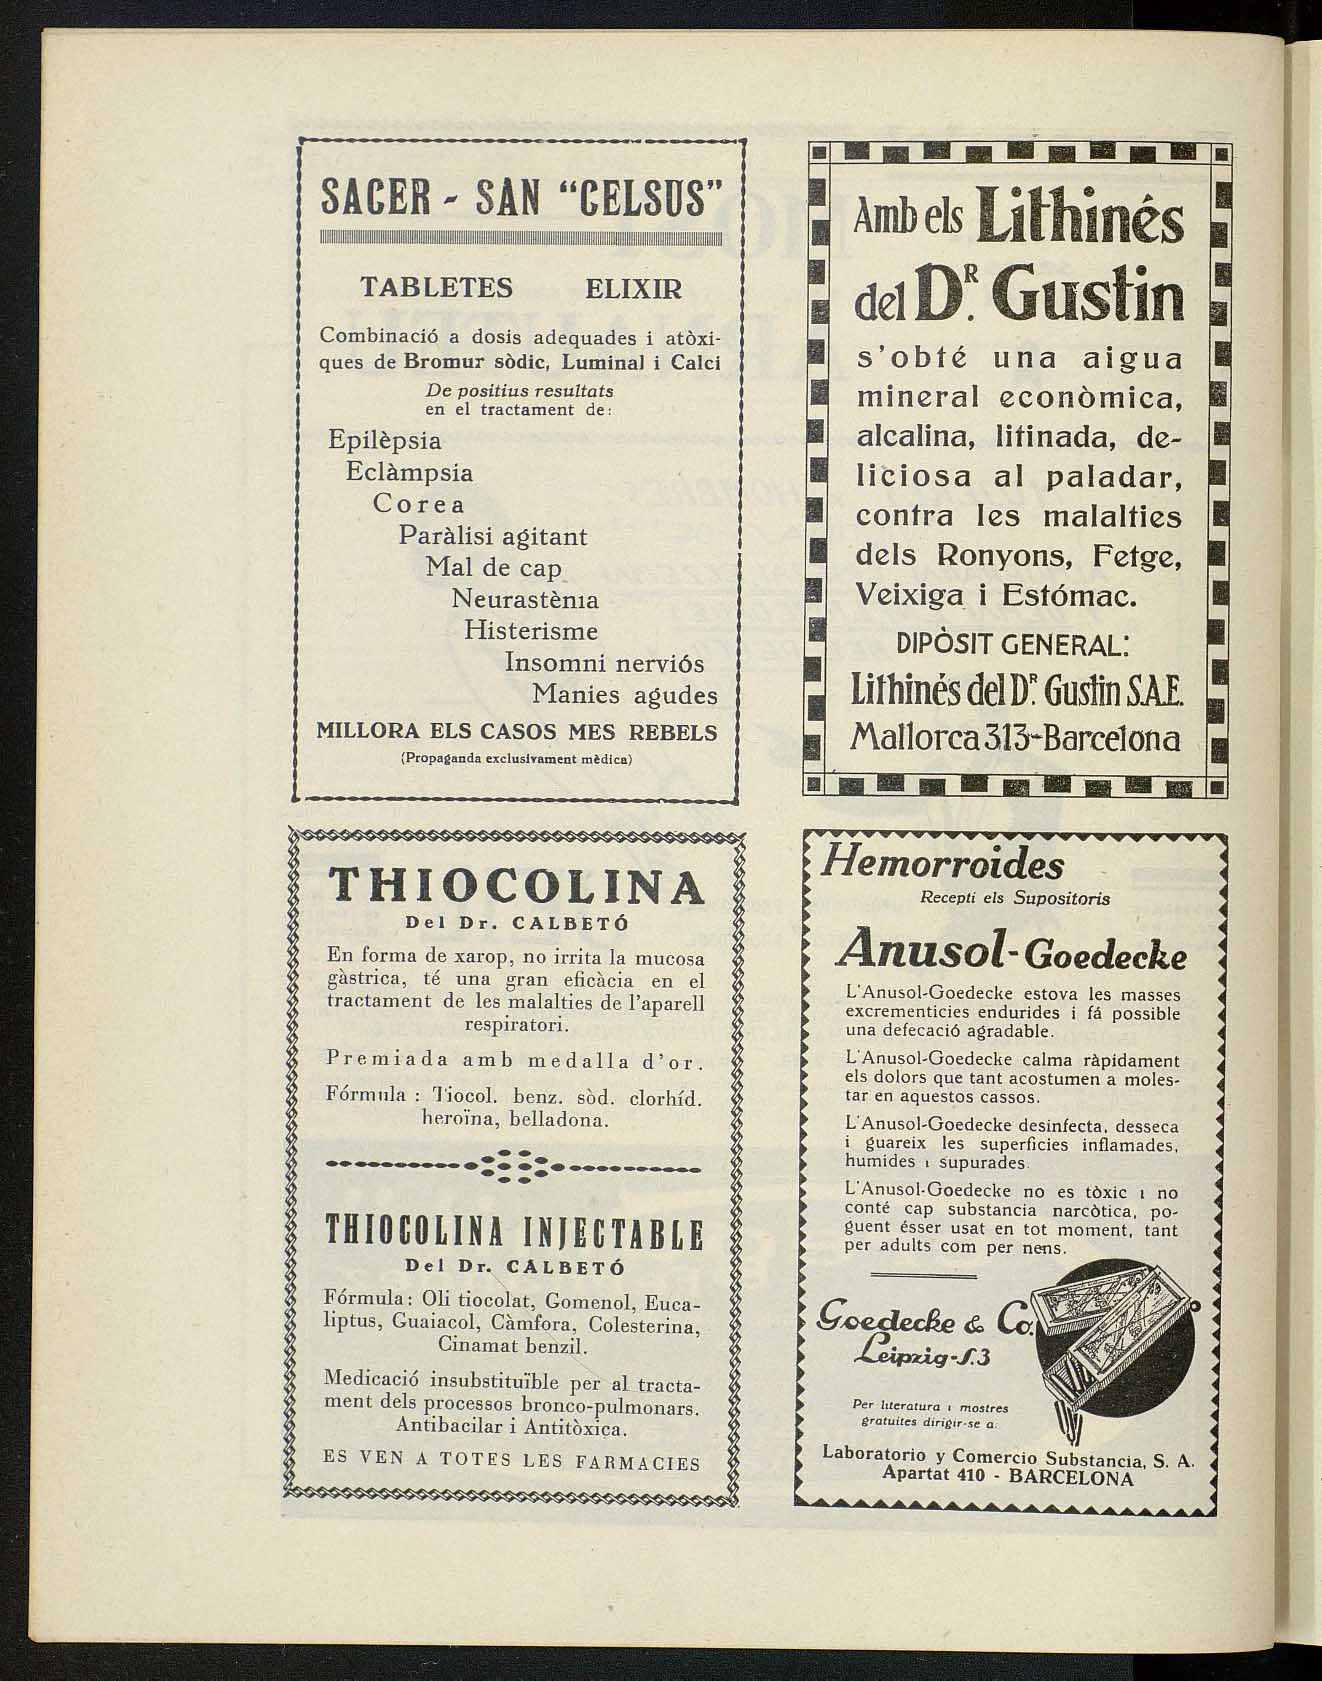 SACER - SAN “CELSUS”
TABLETES ELIXIR
Combinació a dosis adequades i atòxi-
ques de Bromur sòdic, Luminal i Calci
De positius resultats
en el tractament de:
Epilèpsia
Eclàmpsia
Corea
Paràlisi agitant
Mal de cap
Neurastènia
Histerisme
Insomni nerviós
Manies agudes
MILLORA ELS CASOS MES REBELS
(Propaganda exclusivament mèdica)
Amb els Lithinés
del DR. Gustin
s'obté una aigua
mineral econòmica,
alcalina, litinada, de-
liciosa al paladar,
contra les malalties
dels Ronyons, Fetge,
Veixiga i Estómac.
DIPÒSIT GENERAL:
Lithinés del DR. Gustin S.A.E.
Mallorca 313-Barcelona
THIOCOLINA
Del Dr. CALBETÓ
En forma de xarop, no irrita la mucosa
gàstrica, té una gran eficàcia en el
tractament de les malalties de l'aparell
respiratori.
Premiada amb medalla d'or.
Fórmula : Tiocol. benz. sòd. clorhíd.
heroïna, belladona.
THIOCOLINA INJECTABLE
Del Dr. CALBETÓ
Fórmula: Oli tiocolat, Gomenol, Euca-
liptus, Guaiacol, Càmfora, Colesterina,
Cinamat benzil.
Medicació insubstituïble per al tracta-
ment dels processos bronco-pulmonars.
Antibacilar i Antitòxica.
ES VEN A TOTES LES FARMACIES
Hemorroides
Recepti els Supositoris
Anusol-Goedecke
L'Anusol-Goedecke estova les masses
excrementicies endurides i fá possible
una defecació agradable.
L'Anusol-Goedecke calma ràpidament
els dolors que tant acostumen a moles-
tar en aquestos cassos.
L'Anusol-Goedecke desinfecta, desseca
i guareix les superfìcies inflamades,
humides i supurades.
L'Anusol-Goedecke no es tòxic i no
conté cap substancia narcòtica, po-
guent ésser usat en tot moment, tant
per adults com per nens.
Goedecke & Co.
Leipzig-S.3
Per literatura i mostres
gratuites dirigir-se a.
Laboratorio y Comercio Substancia, S. A.
Apartat 410 - BARCELONA